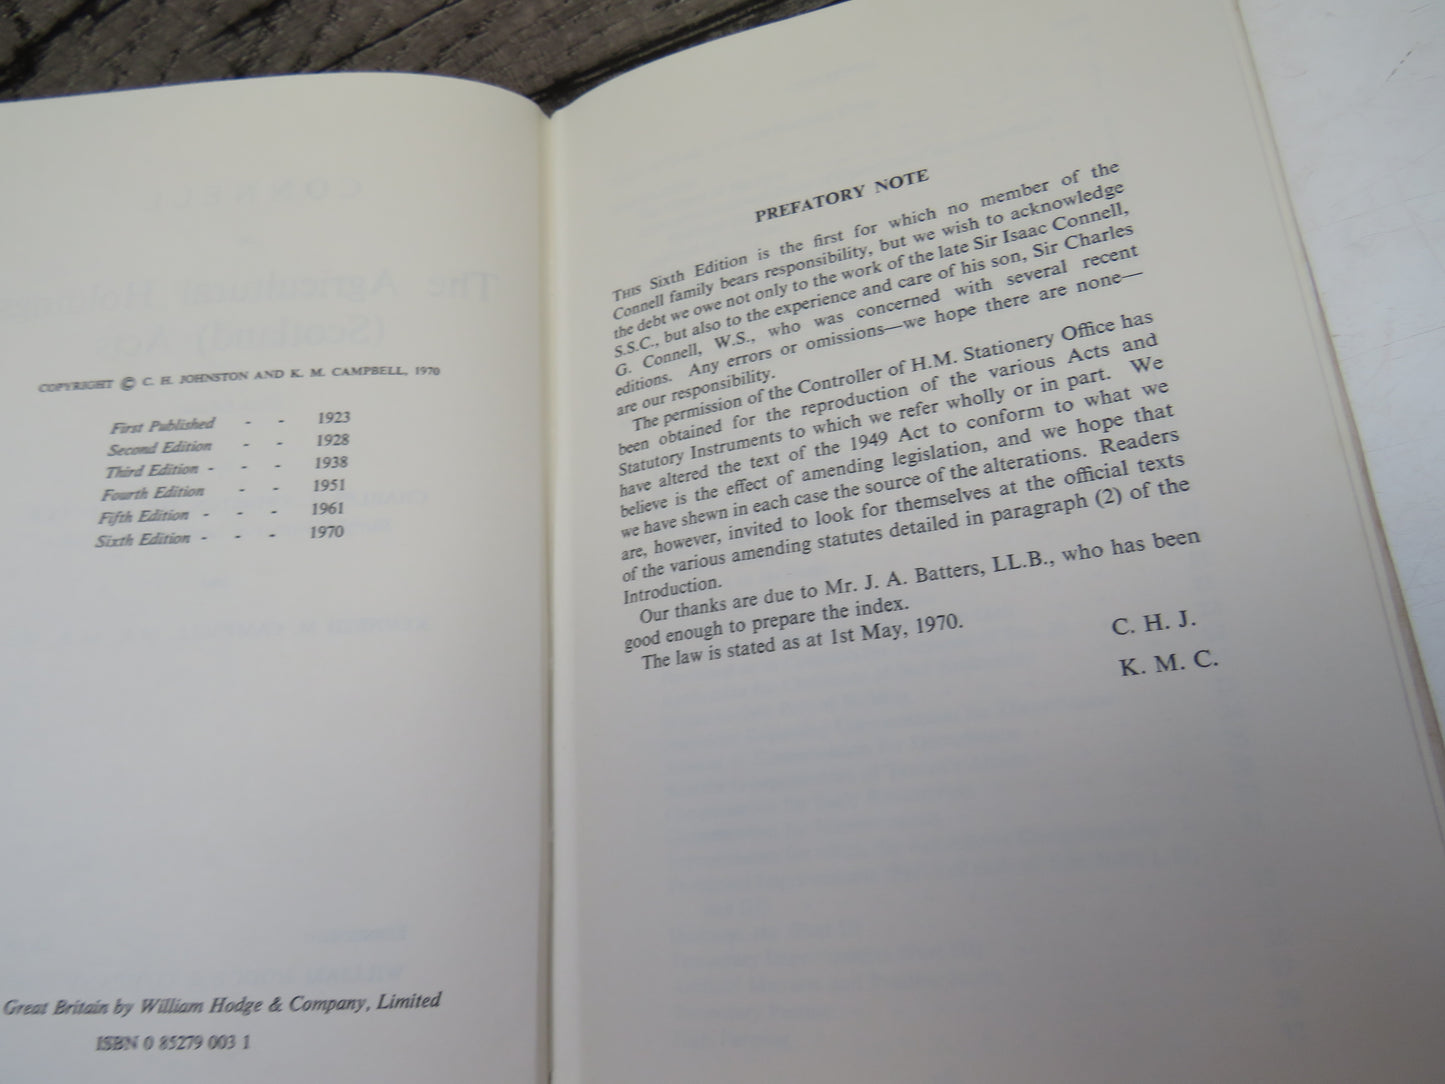 COPYRIGHT © C. H. JOHNSTON AND K. M. CAMPBELL, 1970
First Published - - 1923
Second Edition - - 1928
Third Edition - - - 1938
Fourth Edition - - 1951
Fifth Edition - - - 1961
Sixth Edition - - - 1970
Great Britain by William Hodge & Company, Limited
ISBN 0 85279 003 1
PREFATORY NOTE
THIS Sixth Edition is the first for which no member of the
Connell family bears responsibility, but we wish to acknowledge
the debt we owe not only to the work of the late Sir Isaac Connell,
S.S.C., but also to the experience and care of his son, Sir Charles
G. Connell, W.S., who was concerned with several recent
editions. Any errors or omissions—we hope there are none—
are our responsibility.
The permission of the Controller of H.M. Stationery Office has
been obtained for the reproduction of the various Acts and
Statutory Instruments to which we refer wholly or in part. We
have altered the text of the 1949 Act to conform to what we
believe is the effect of amending legislation, and we hope that
we have shewn in each case the source of the alterations. Readers
are, however, invited to look for themselves at the official texts
of the various amending statutes detailed in paragraph (2) of the
Introduction.
Our thanks are due to Mr. J. A. Batters, LL.B., who has been
good enough to prepare the index.
The law is stated as at 1st May, 1970.
C. H. J.
K. M. C.